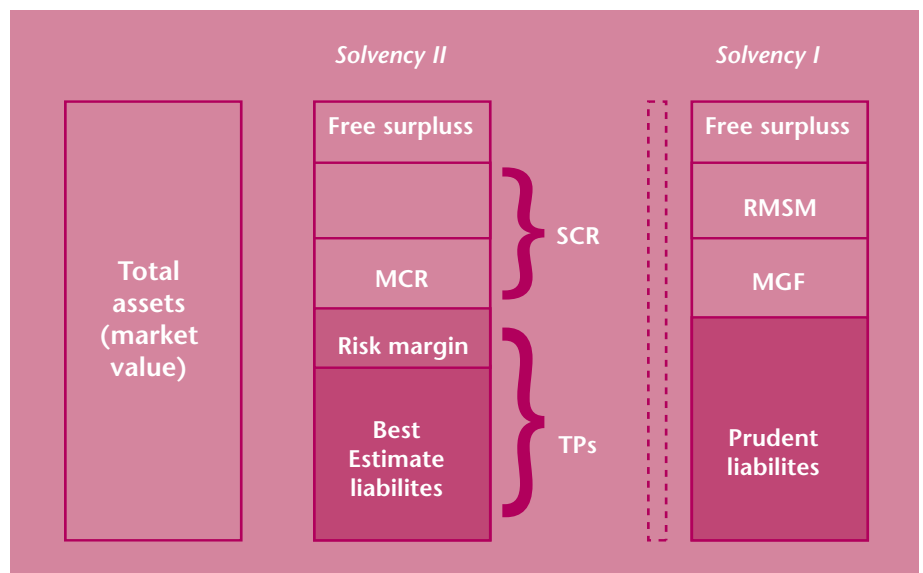 Solvency II
Solvency I
Total
assets
(market
value)
Free surpluss
SCR
MCR
Risk margin
Best
Estimate
liabilites
TPs
Free surpluss
RMSM
MGF
Prudent
liabilites